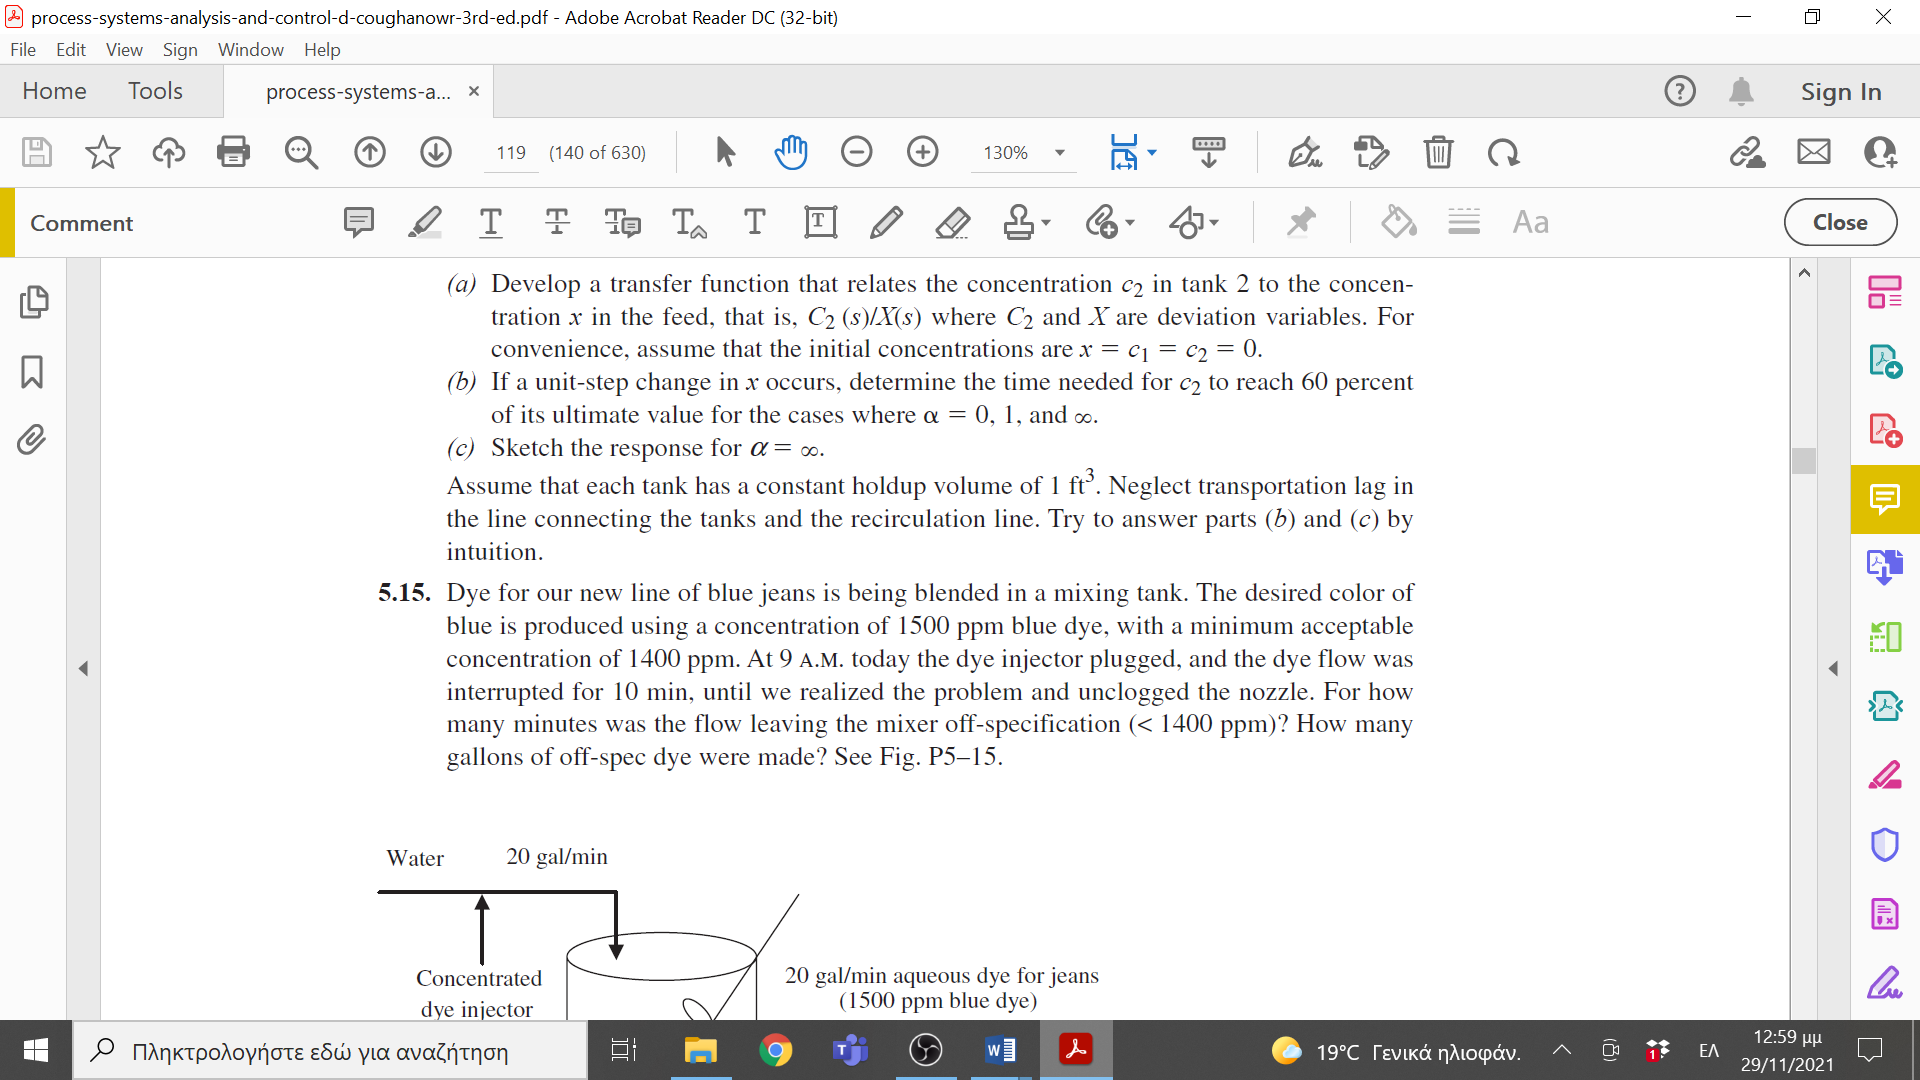 process-systems-analysis-and-control-d-coughanowr-3rd-ed.pdf - Adobe Acrobat Reader DC (32-bit)
File Edit View Sign Window Help
Home Tools process-systems-a... × Sign In
119 (140 of 630) 130%
Comment Aa Close
(a) Develop a transfer function that relates the concentration c₂ in tank 2 to the concen-
tration x in the feed, that is, C₂ (s)/X(s) where C₂ and X are deviation variables. For
convenience, assume that the initial concentrations are x = c₁ = c₂ = 0.
(b) If a unit-step change in x occurs, determine the time needed for c₂ to reach 60 percent
of its ultimate value for the cases where α = 0, 1, and ∞.
(c) Sketch the response for α = ∞.
Assume that each tank has a constant holdup volume of 1 ft³. Neglect transportation lag in
the line connecting the tanks and the recirculation line. Try to answer parts (b) and (c) by
intuition.
5.15. Dye for our new line of blue jeans is being blended in a mixing tank. The desired color of
blue is produced using a concentration of 1500 ppm blue dye, with a minimum acceptable
concentration of 1400 ppm. At 9 A.M. today the dye injector plugged, and the dye flow was
interrupted for 10 min, until we realized the problem and unclogged the nozzle. For how
many minutes was the flow leaving the mixer off-specification (< 1400 ppm)? How many
gallons of off-spec dye were made? See Fig. P5–15.
Water 20 gal/min
Concentrated
dye injector
20 gal/min aqueous dye for jeans
(1500 ppm blue dye)
Πληκτρολογήστε εδώ για αναζήτηση
19°C Γενικά ηλιοφάν.
1
ΕΛ
12:59 μμ
29/11/2021